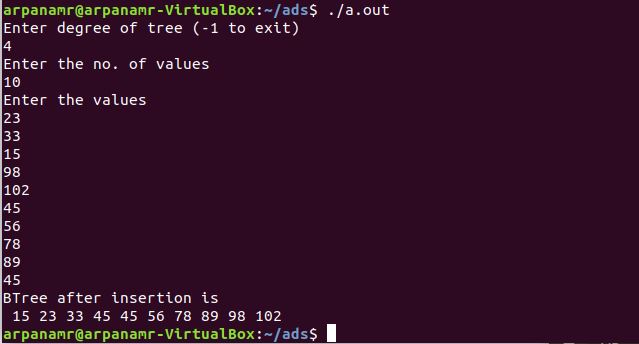 arpanamr@arpanamr-VirtualBox:~/ads$ ./a.out
Enter degree of tree (-1 to exit)
4
Enter the no. of values
10
Enter the values
23
33
15
98
102
45
56
78
89
45
BTree after insertion is
 15 23 33 45 45 56 78 89 98 102
arpanamr@arpanamr-VirtualBox:~/ads$